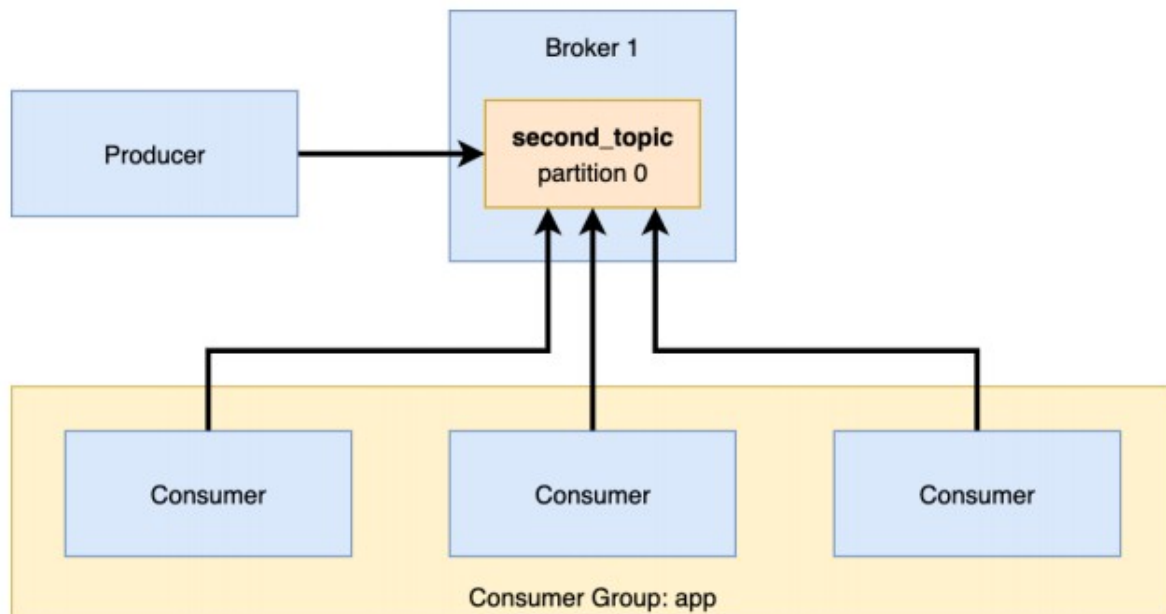 Broker 1
Producer
second_topic
partition 0
Consumer
Consumer
Consumer
Consumer Group: app